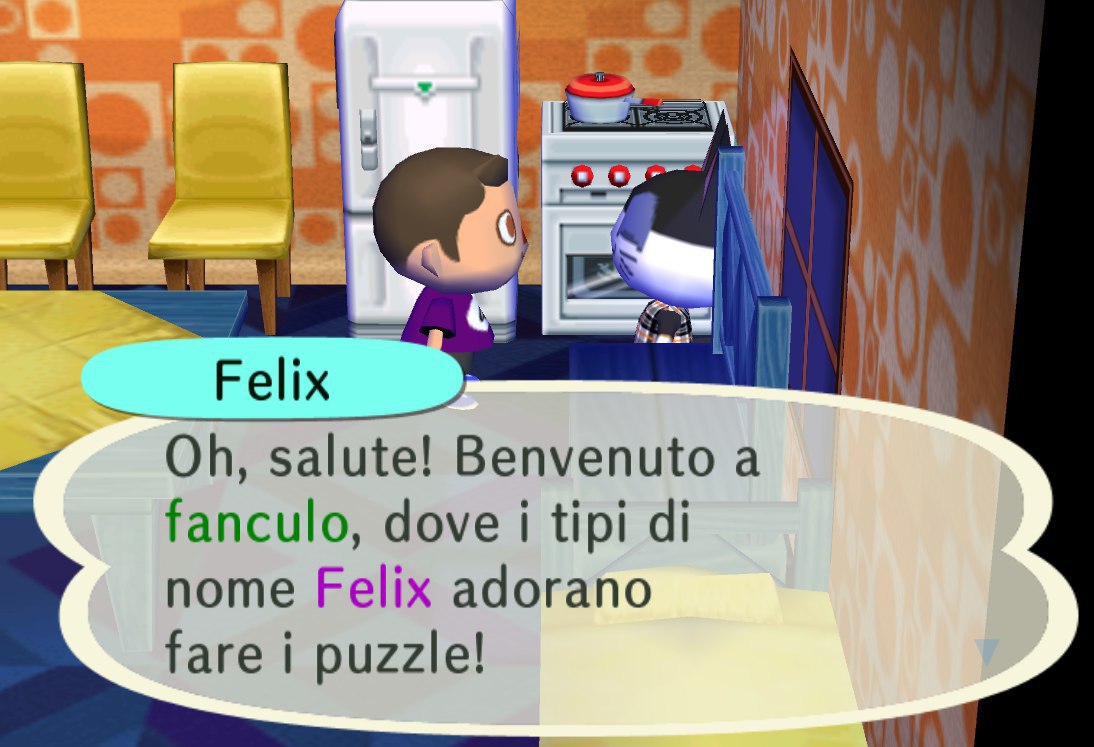 Felix
Oh, salute! Benvenuto a
fanculo, dove i tipi di
nome Felix adorano
fare i puzzle!